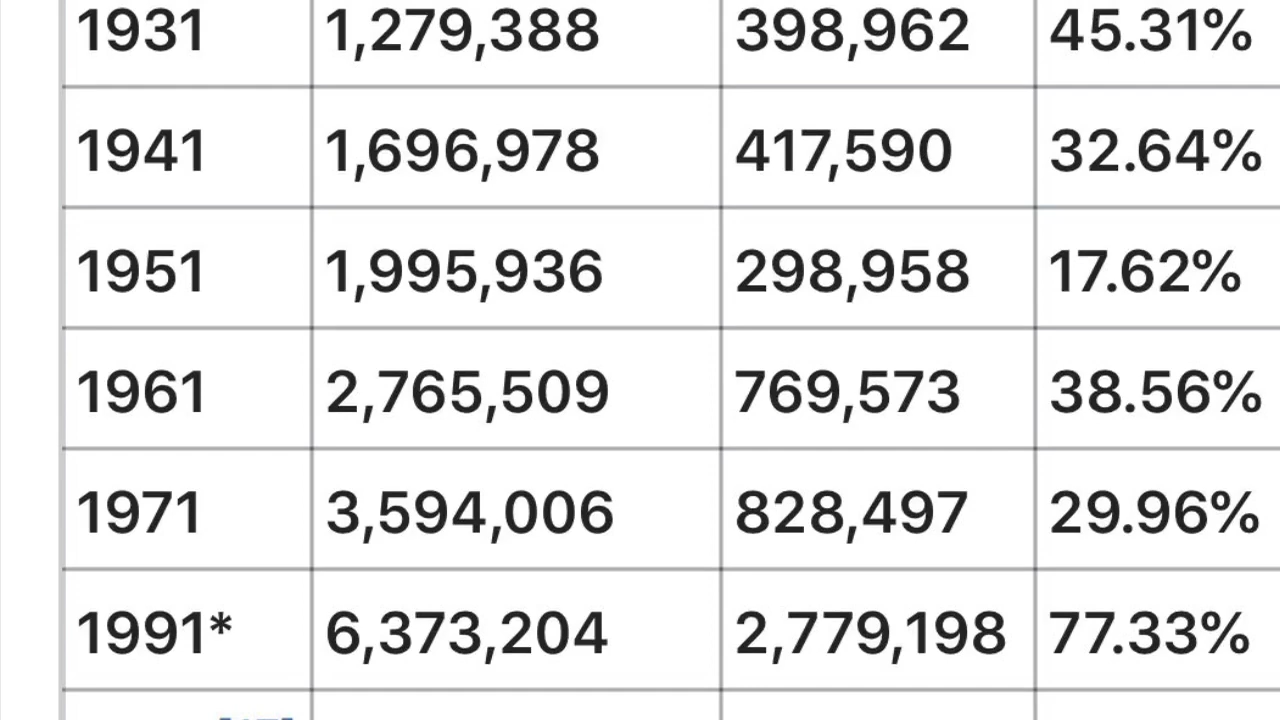 1931 1,279,388 398,962 45.31%
1941 1,696,978 417,590 32.64%
1951 1,995,936 298,958 17.62%
1961 2,765,509 769,573 38.56%
1971 3,594,006 828,497 29.96%
1991* 6,373,204 2,779,198 77.33%